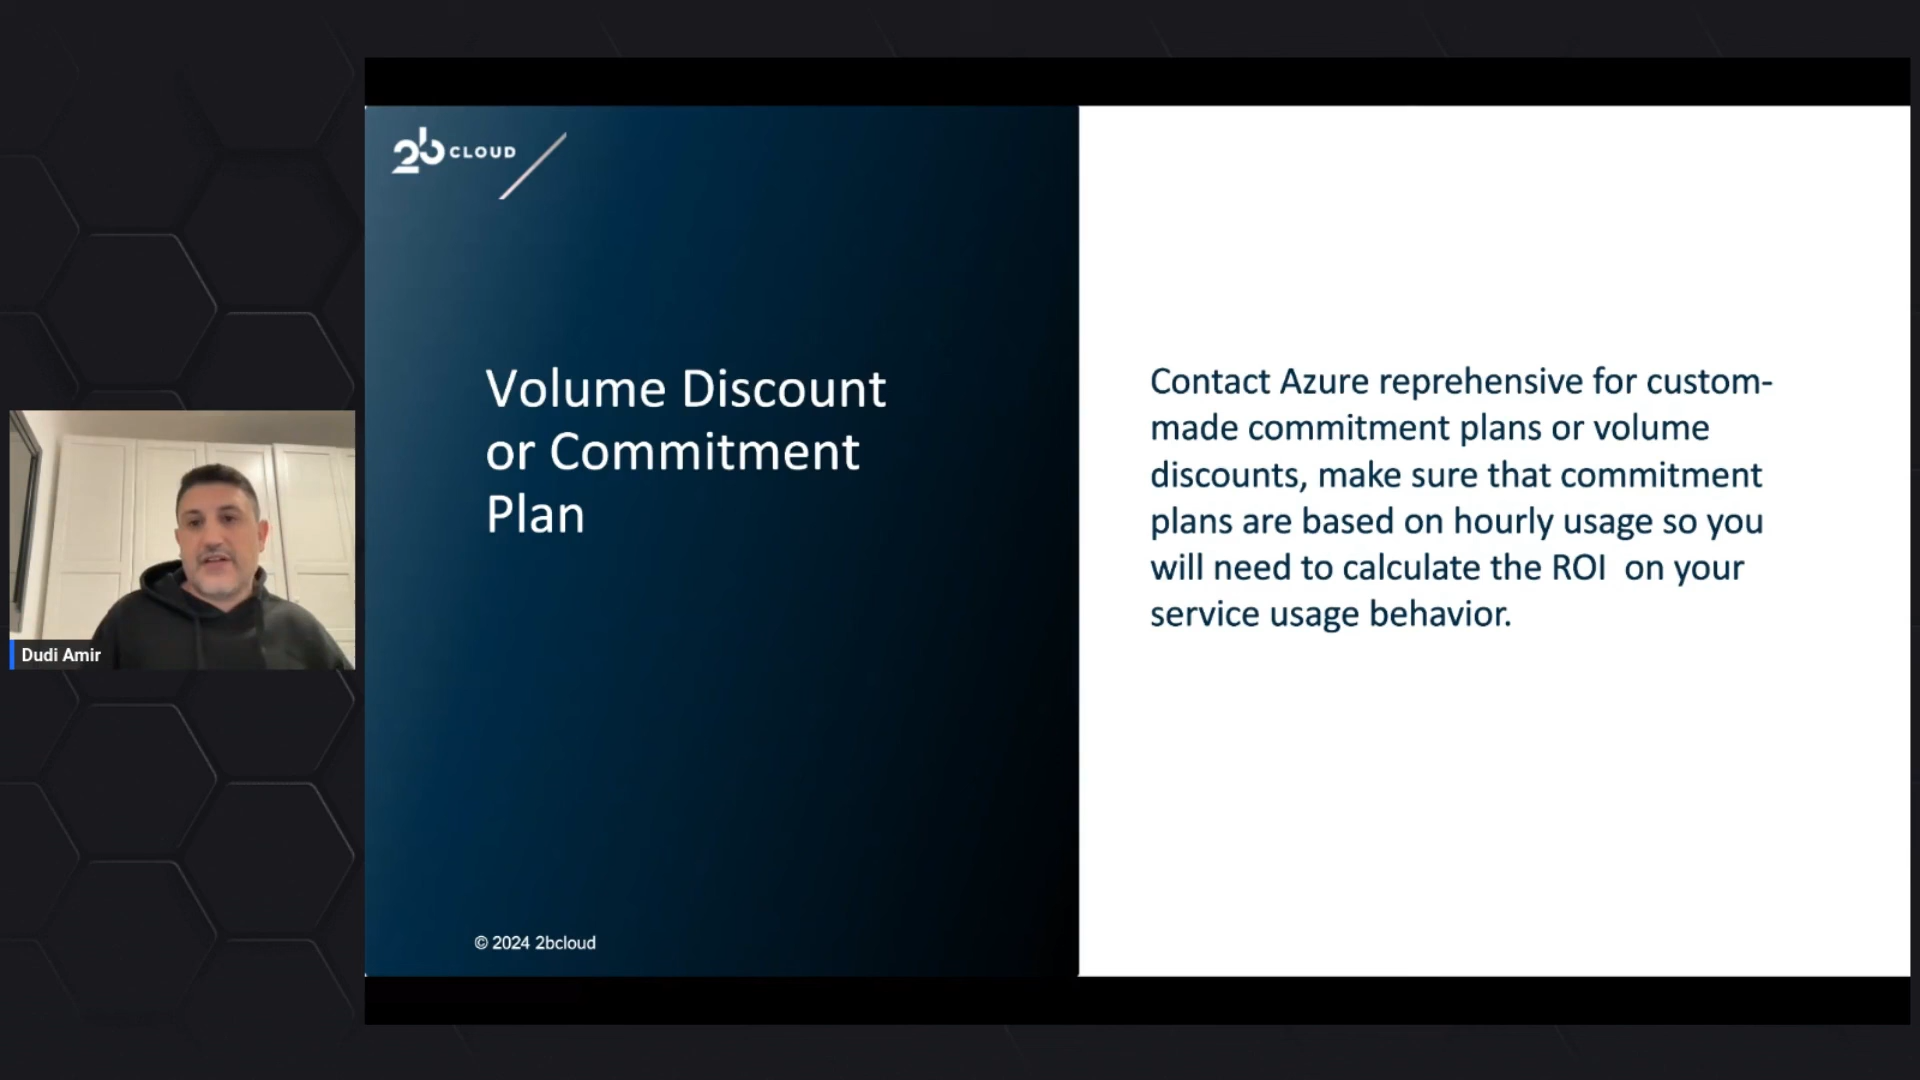 2b CLOUD
Volume Discount
or Commitment
Plan
© 2024 2bcloud
Contact Azure reprehensive for custom-
made commitment plans or volume
discounts, make sure that commitment
plans are based on hourly usage so you
will need to calculate the ROI  on your
service usage behavior.
Dudi Amir